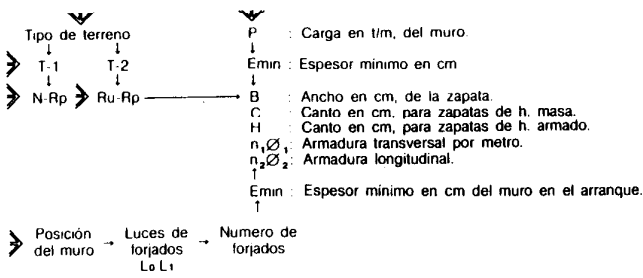 Tipo de terreno
T-1 T-2
N-Rp Ru-Rp
P : Carga en t/m, del muro.
Emin : Espesor mínimo en cm
B : Ancho en cm, de la zapata.
C : Canto en cm, para zapatas de h. masa.
H : Canto en cm, para zapatas de h. armado.
n₁Ø₁ : Armadura transversal por metro.
n₂Ø₂ : Armadura longitudinal.
Emin : Espesor mínimo en cm del muro en el arranque.
Posición del muro → Luces de forjados L₀ L₁ → Numero de forjados